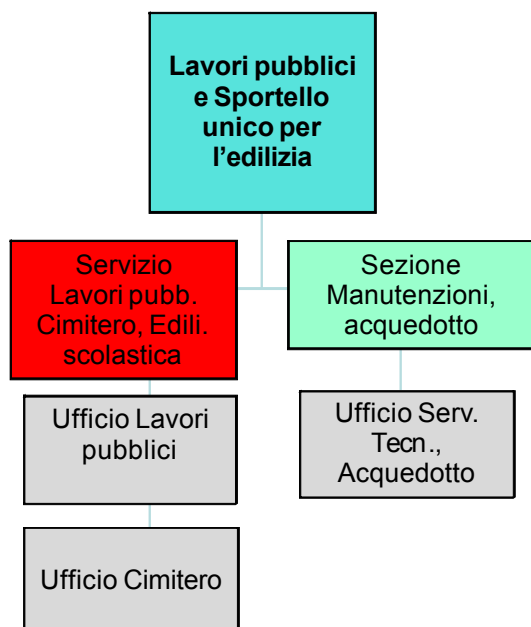 Lavori pubblici
e Sportello
unico per
l'edilizia
Servizio
Lavori pubb.
Cimitero, Edili.
scolastica
Sezione
Manutenzioni,
acquedotto
Ufficio Lavori
pubblici
Ufficio Serv.
Tecn.,
Acquedotto
Ufficio Cimitero